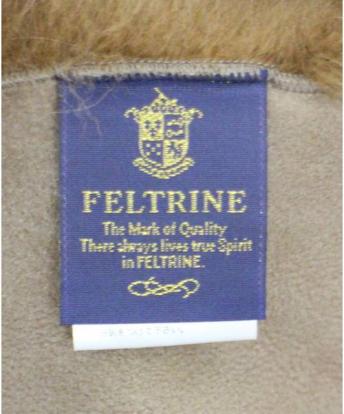 FELTRINE
The Mark of Quality
There always lives true Spirit
in FELTRINE.